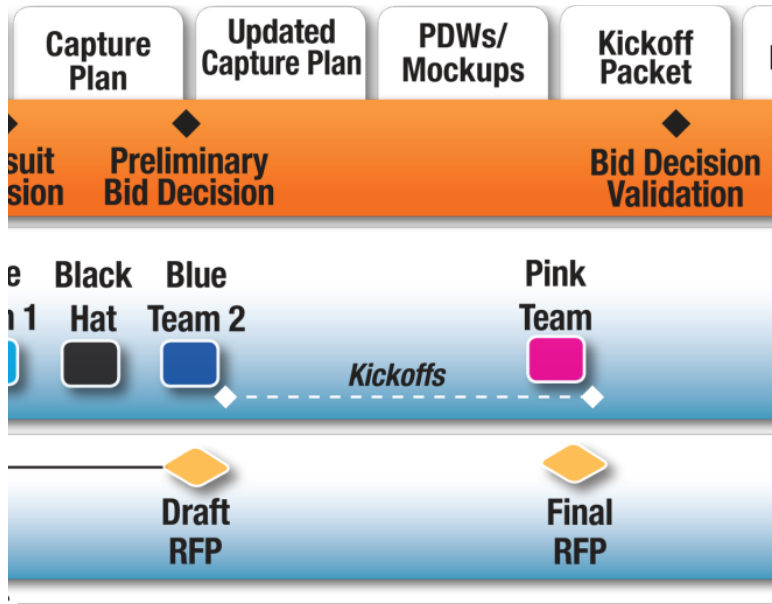 Capture
Plan
Updated
Capture Plan
PDWs/
Mockups
Kickoff
Packet
Preliminary
Bid Decision
Bid Decision
Validation
Black
Hat
Blue
Team 2
Pink
Team
Kickoffs
Draft
RFP
Final
RFP